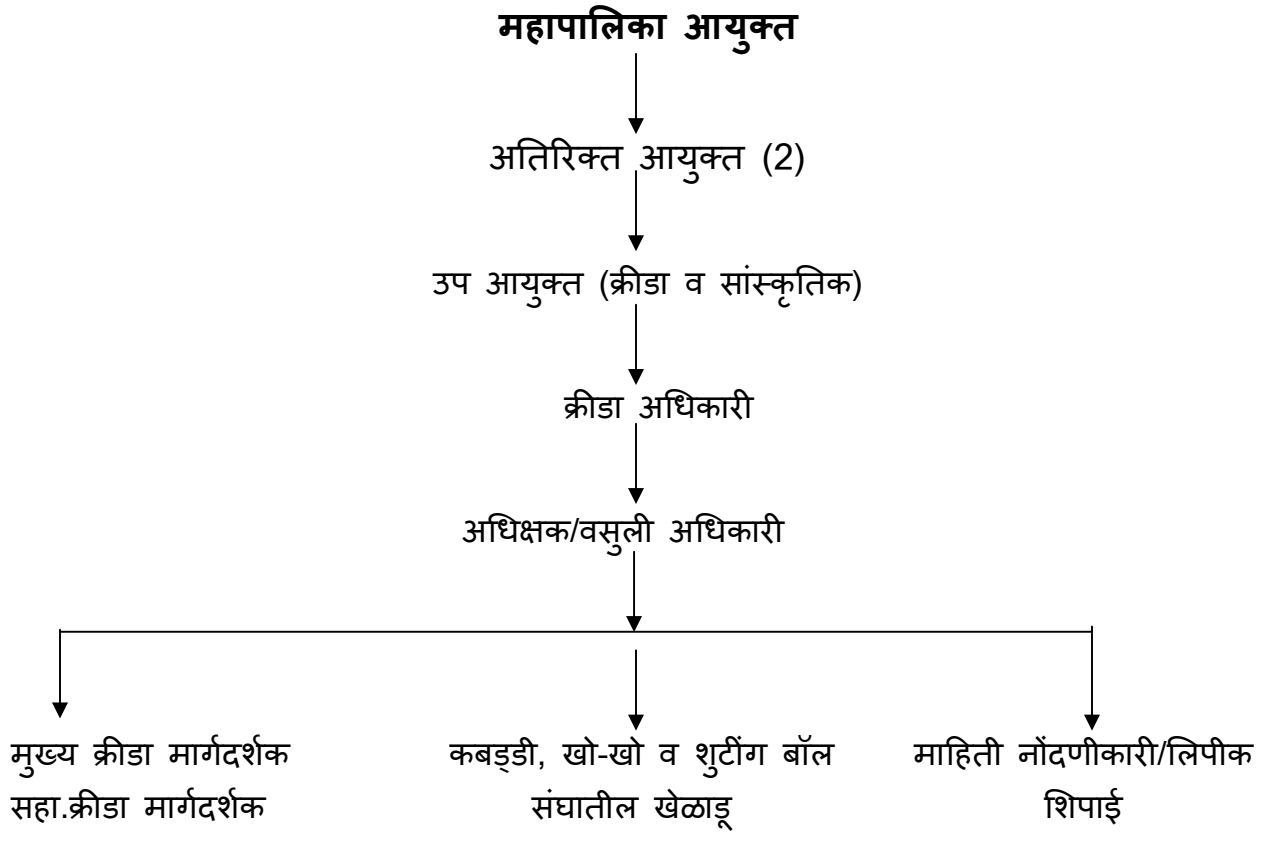 महापालिका आयुक्त
अतिरिक्त आयुक्त (2)
उप आयुक्त (क्रीडा व सांस्कृतिक)
क्रीडा अधिकारी
अधिक्षक/वसुली अधिकारी
मुख्य क्रीडा मार्गदर्शक
सहा.क्रीडा मार्गदर्शक
कबड्डी, खो-खो व शुटींग बॉल
संघातील खेळाडू
माहिती नोंदणीकारी/लिपीक
शिपाई